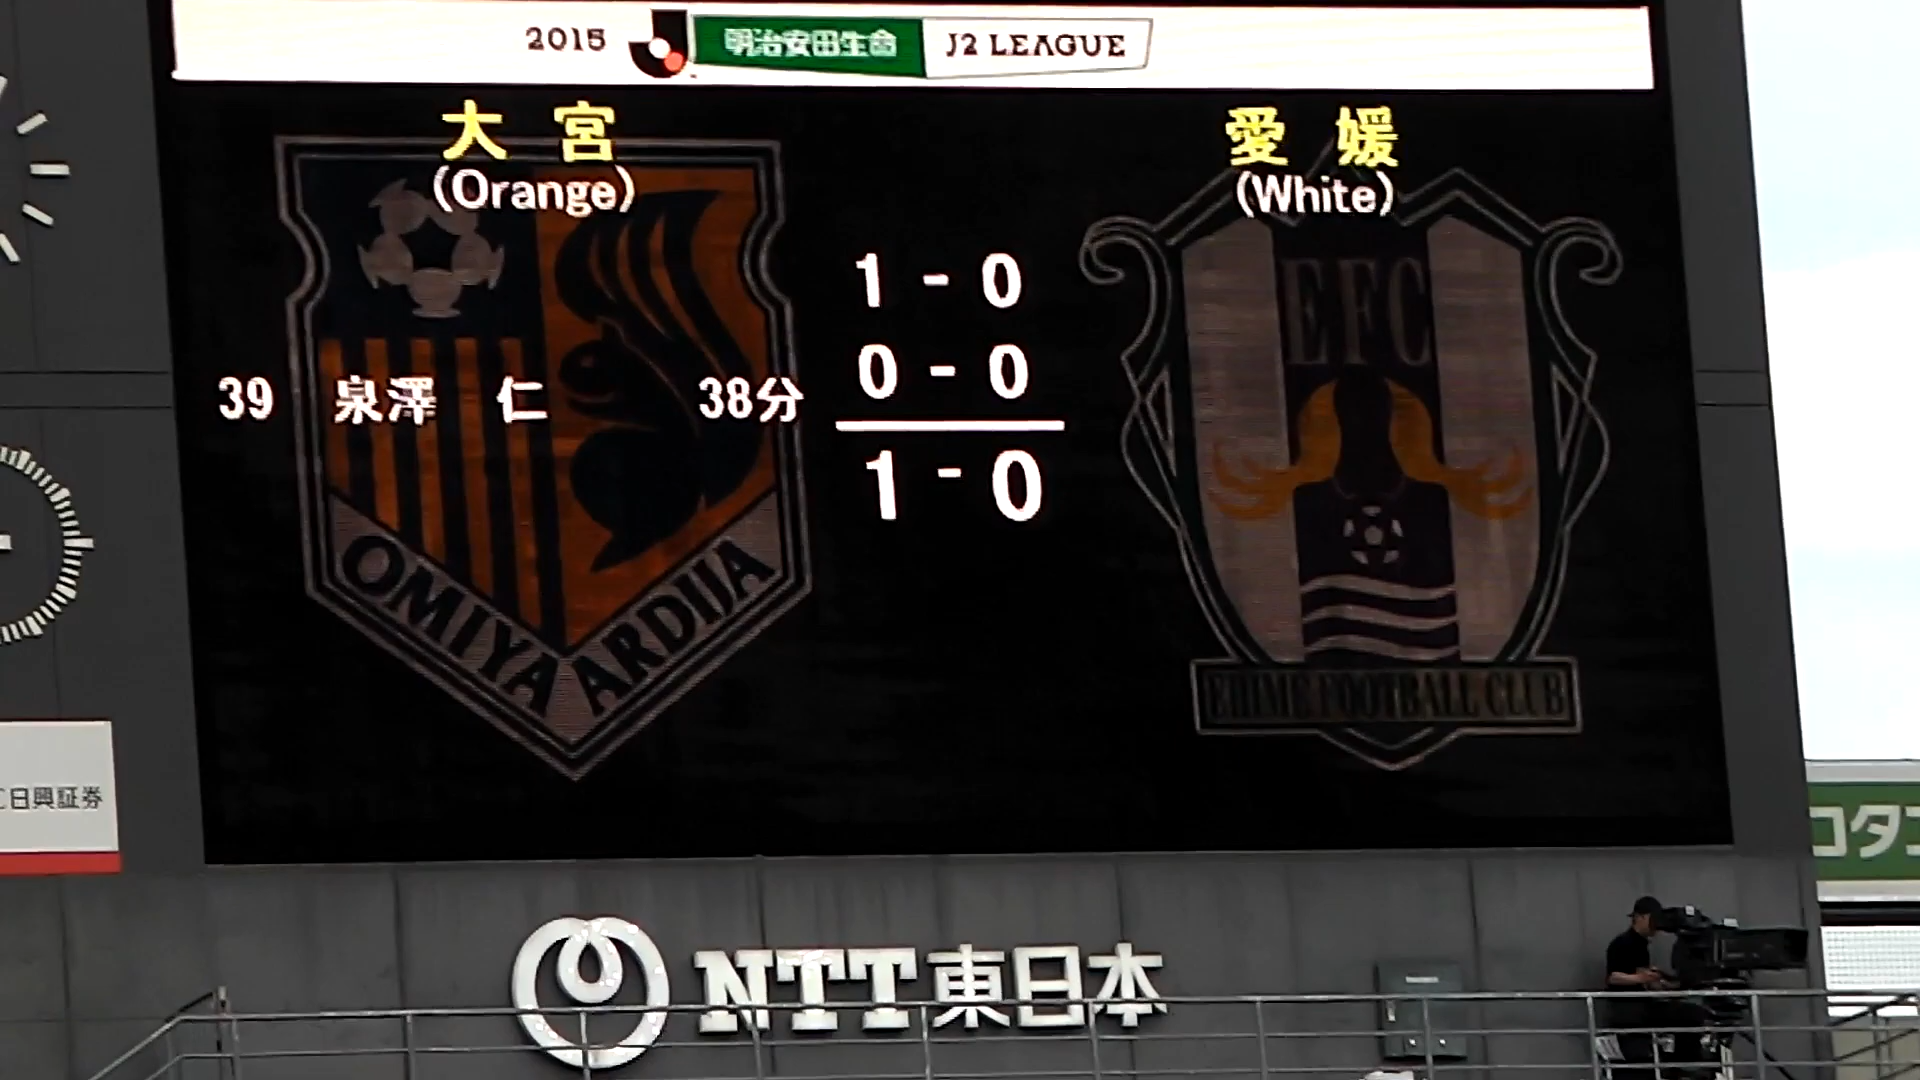 2015 明治安田生命 J2 LEAGUE
大宮 愛媛
(Orange) (White)
1 - 0
EFC
0 - 0
39 泉澤 仁 38分
1 - 0
OMIYA ARDIJA
EHIME FOOTBALL CLUB
日興証券
コタ
NTT東日本